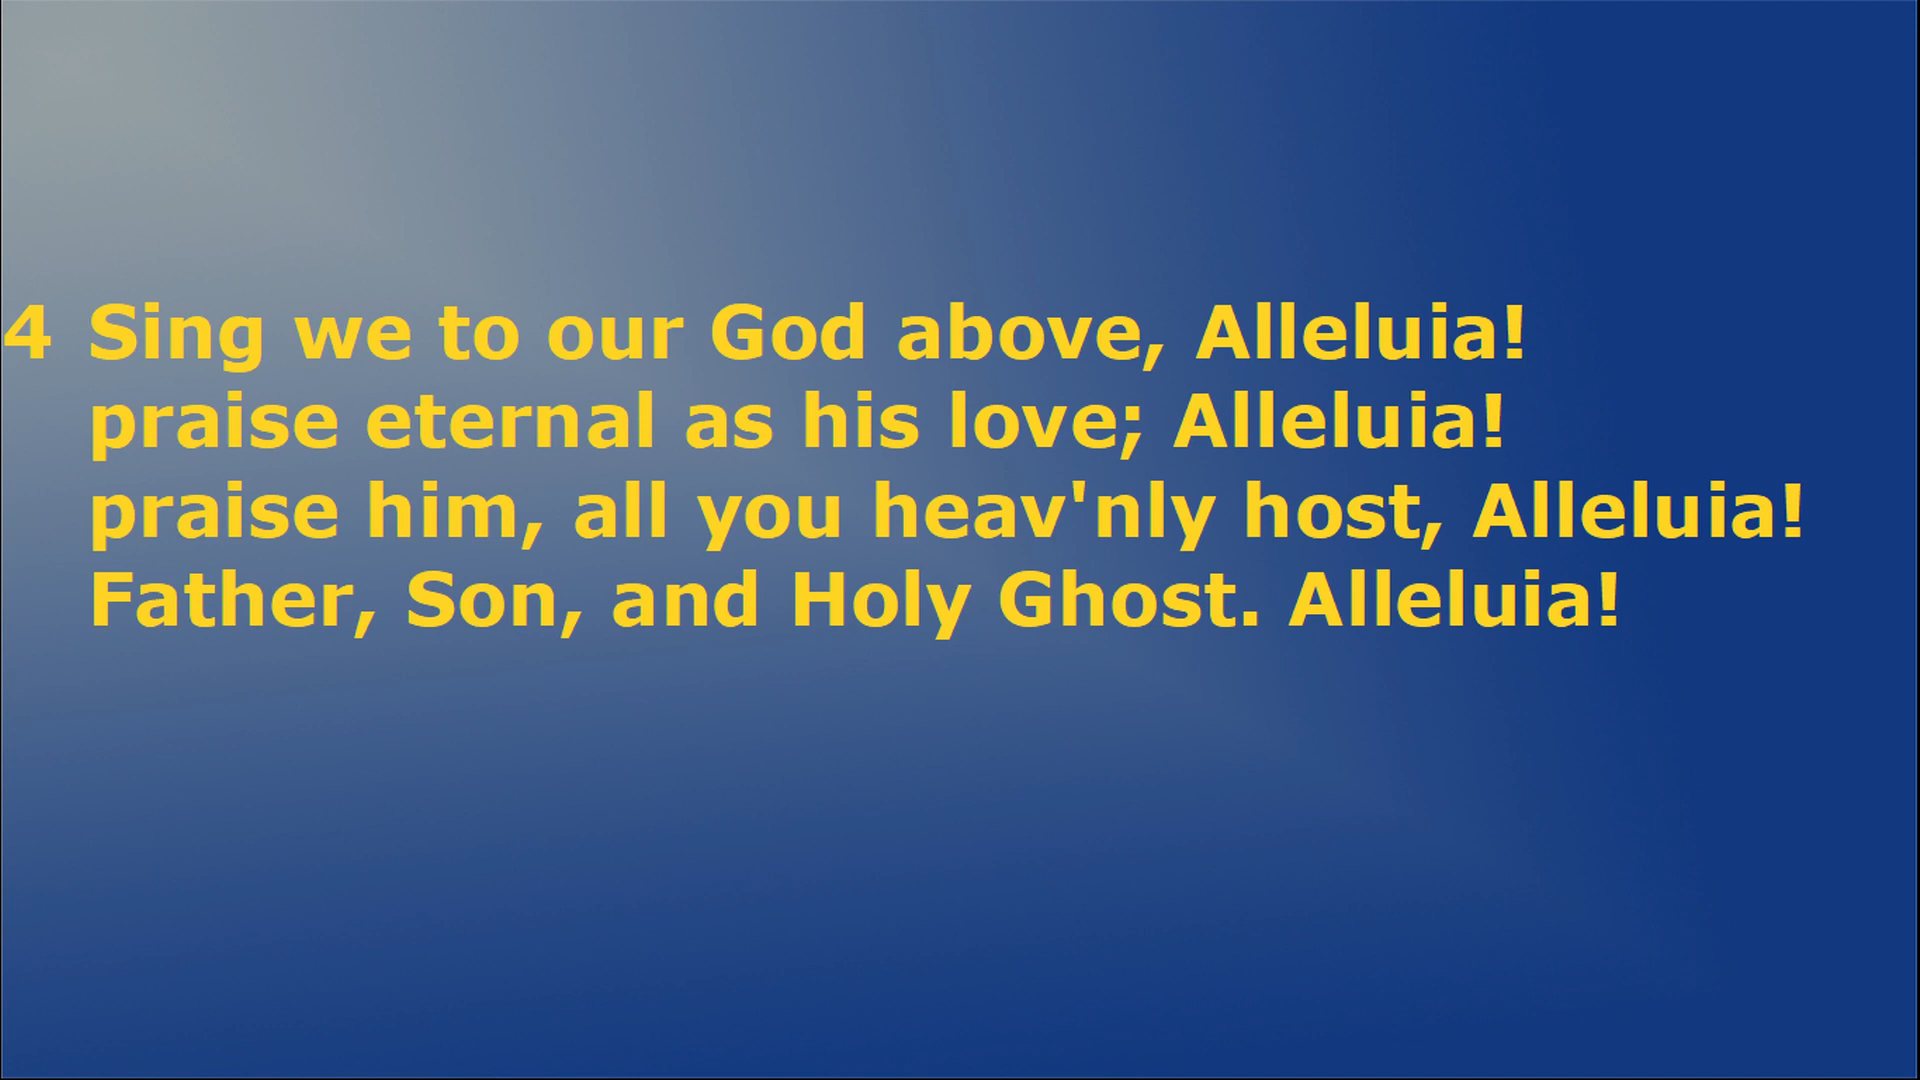 4 Sing we to our God above, Alleluia!
praise eternal as his love; Alleluia!
praise him, all you heav'nly host, Alleluia!
Father, Son, and Holy Ghost. Alleluia!